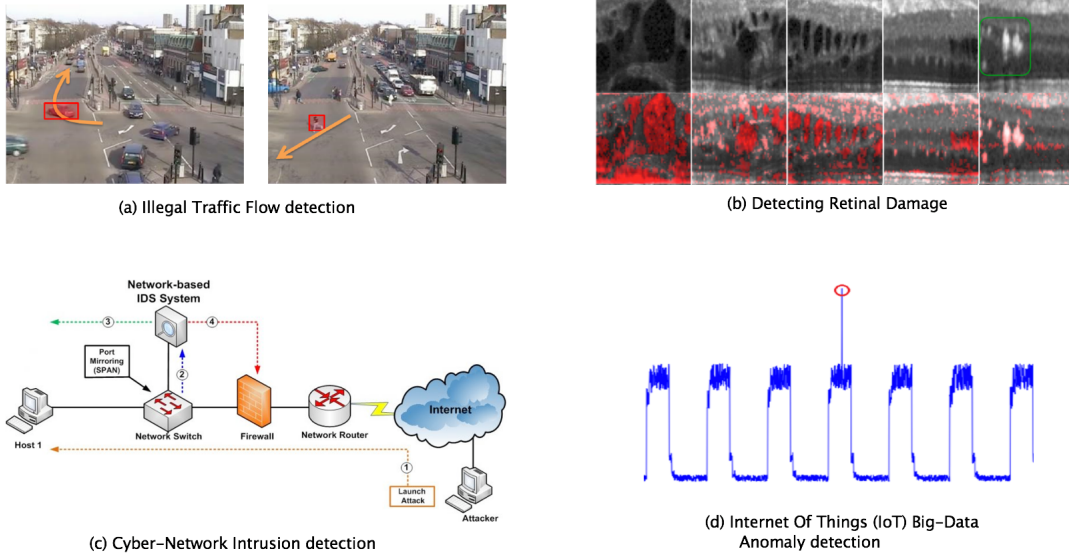 (a) Illegal Traffic Flow detection
(b) Detecting Retinal Damage
Network-based
IDS System
3
4
Port
Mirroring
(SPAN)
2
Internet
Host 1
Network Switch
Firewall
Network Router
1
Launch
Attack
Attacker
(c) Cyber-Network Intrusion detection
(d) Internet Of Things (IoT) Big-Data
Anomaly detection